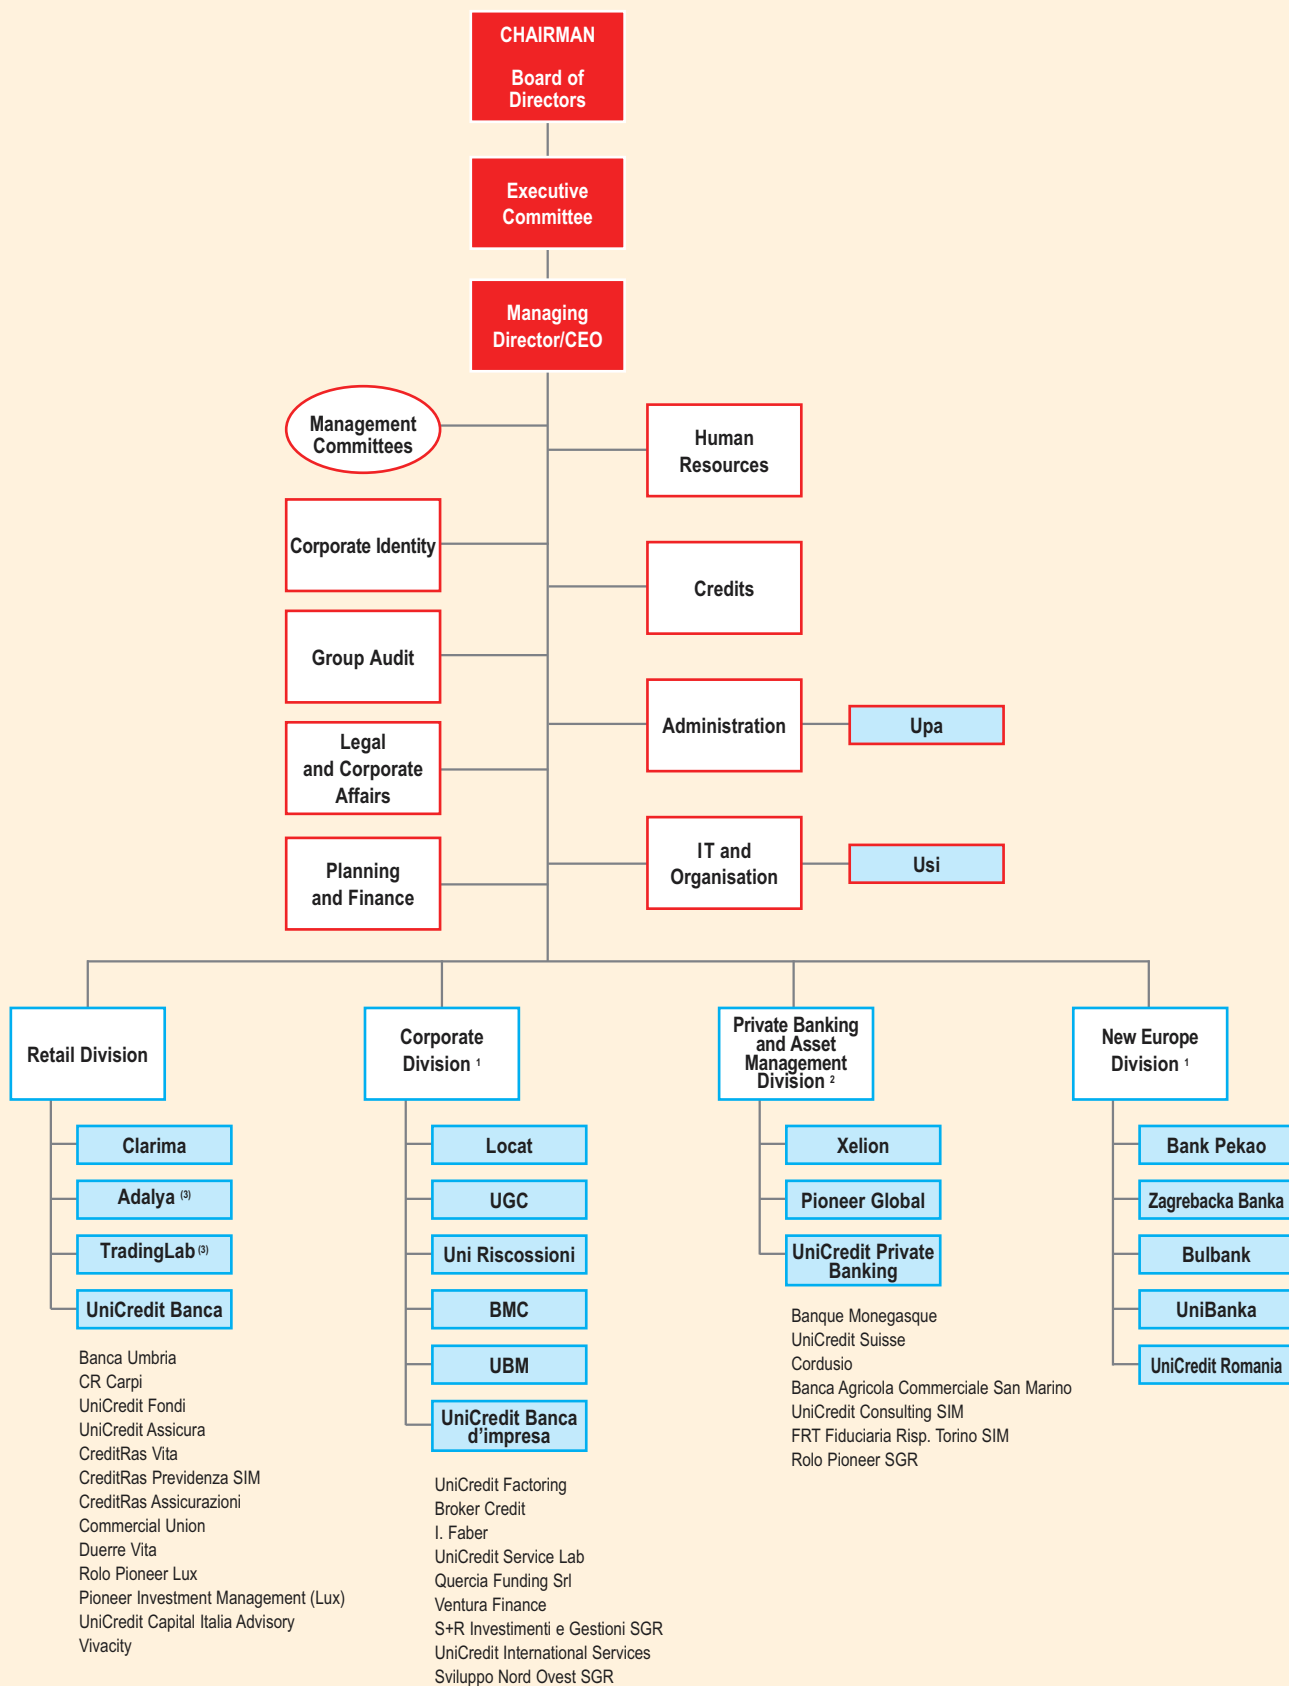 CHAIRMAN
Board of
Directors
Executive
Committee
Managing
Director/CEO
Management
Committees
Human
Resources
Corporate Identity
Credits
Group Audit
Administration
Upa
Legal
and Corporate
Affairs
IT and
Organisation
Usi
Planning
and Finance
Retail Division
Clarima
Adalya (3)
TradingLab (3)
UniCredit Banca
Banca Umbria
CR Carpi
UniCredit Fondi
UniCredit Assicura
CreditRas Vita
CreditRas Previdenza SIM
CreditRas Assicurazioni
Commercial Union
Duerre Vita
Rolo Pioneer Lux
Pioneer Investment Management (Lux)
UniCredit Capital Italia Advisory
Vivacity
Corporate
Division 1
Locat
UGC
Uni Riscossioni
BMC
UBM
UniCredit Banca
d’impresa
UniCredit Factoring
Broker Credit
I. Faber
UniCredit Service Lab
Quercia Funding Srl
Ventura Finance
S+R Investimenti e Gestioni SGR
UniCredit International Services
Sviluppo Nord Ovest SGR
Private Banking
and Asset
Management
Division 2
Xelion
Pioneer Global
UniCredit Private
Banking
Banque Monegasque
UniCredit Suisse
Cordusio
Banca Agricola Commerciale San Marino
UniCredit Consulting SIM
FRT Fiduciaria Risp. Torino SIM
Rolo Pioneer SGR
New Europe
Division 1
Bank Pekao
Zagrebacka Banka
Bulbank
UniBanka
UniCredit Romania